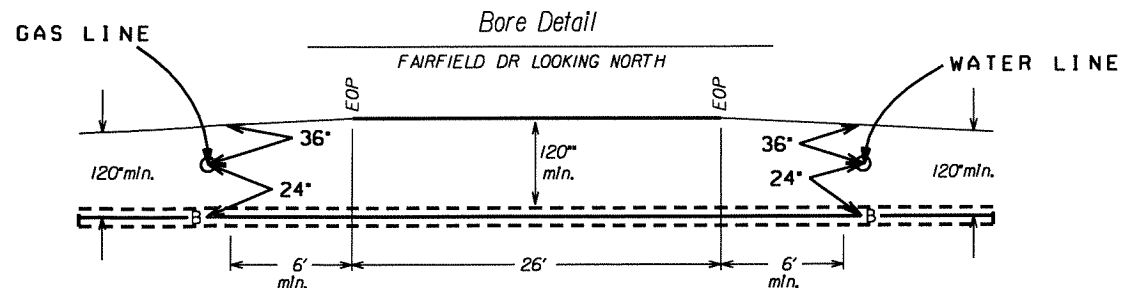 Bore Detail
GAS LINE
FAIRFIELD DR LOOKING NORTH
WATER LINE
EOP
EOP
36"
120"" min.
36"
120"min.
24"
24"
120"min.
B
B
6' min.
26'
6' min.